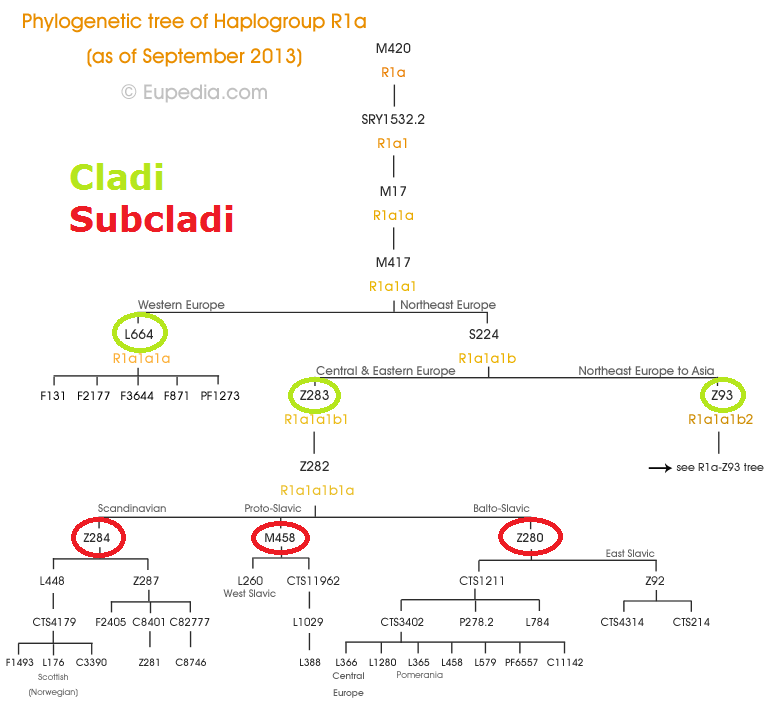 Phylogenetic tree of Haplogroup R1a
(as of September 2013)
© Eupedia.com
Cladi
Subcladi
M420
R1a
SRY1532.2
R1a1
M17
R1a1a
M417
R1a1a1
Western Europe
Northeast Europe
L664
S224
R1a1a1a
R1a1a1b
Central & Eastern Europe
Northeast Europe to Asia
F131 F2177 F3644 F871 PF1273
Z283
Z93
R1a1a1b1
R1a1a1b2
Z282
see R1a-Z93 tree
R1a1a1b1a
Scandinavian
Proto-Slavic
Balto-Slavic
Z284
M458
Z280
East Slavic
L448 Z287 L260 CTS11962 CTS1211 Z92
West Slavic
CTS4179 F2405 C8401 C82777 L1029 CTS3402 P278.2 L784 CTS4314 CTS214
F1493 L176 C3390 Z281 C8746 L388 L366 L1280 L365 L458 L579 PF6557 C11142
Scottish
(Norwegian)
Central
Europe
Pomerania